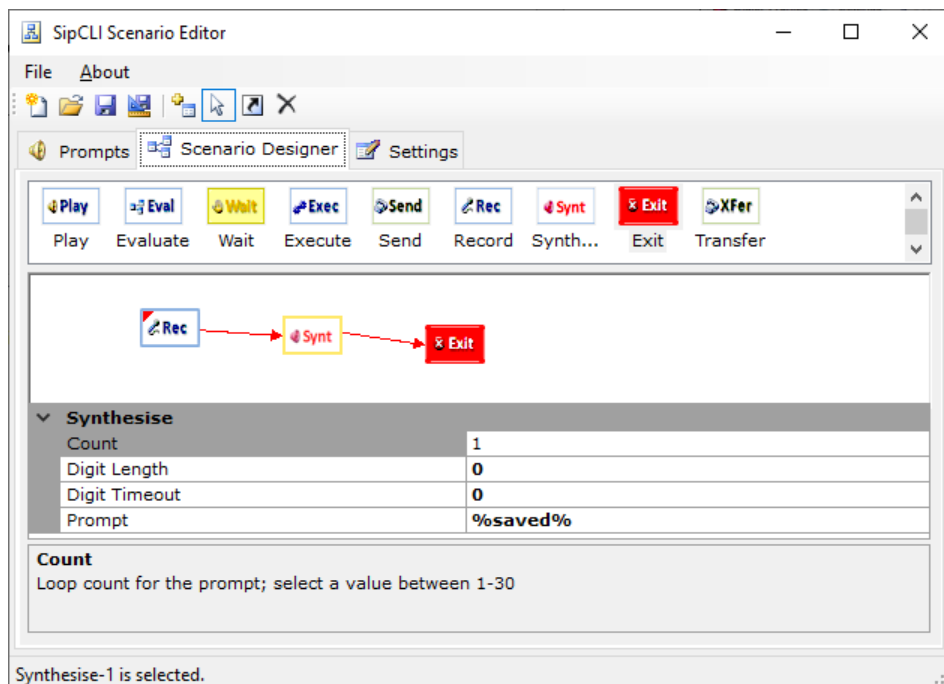 SipCLI Scenario Editor
File About
Prompts Scenario Designer Settings
Play Eval Wait Exec Send Rec Synt Exit XFer
Play Evaluate Wait Execute Send Record Synth... Exit Transfer
Rec Synt Exit
Synthesise
Count 1
Digit Length 0
Digit Timeout 0
Prompt %saved%
Count
Loop count for the prompt; select a value between 1-30
Synthesise-1 is selected.